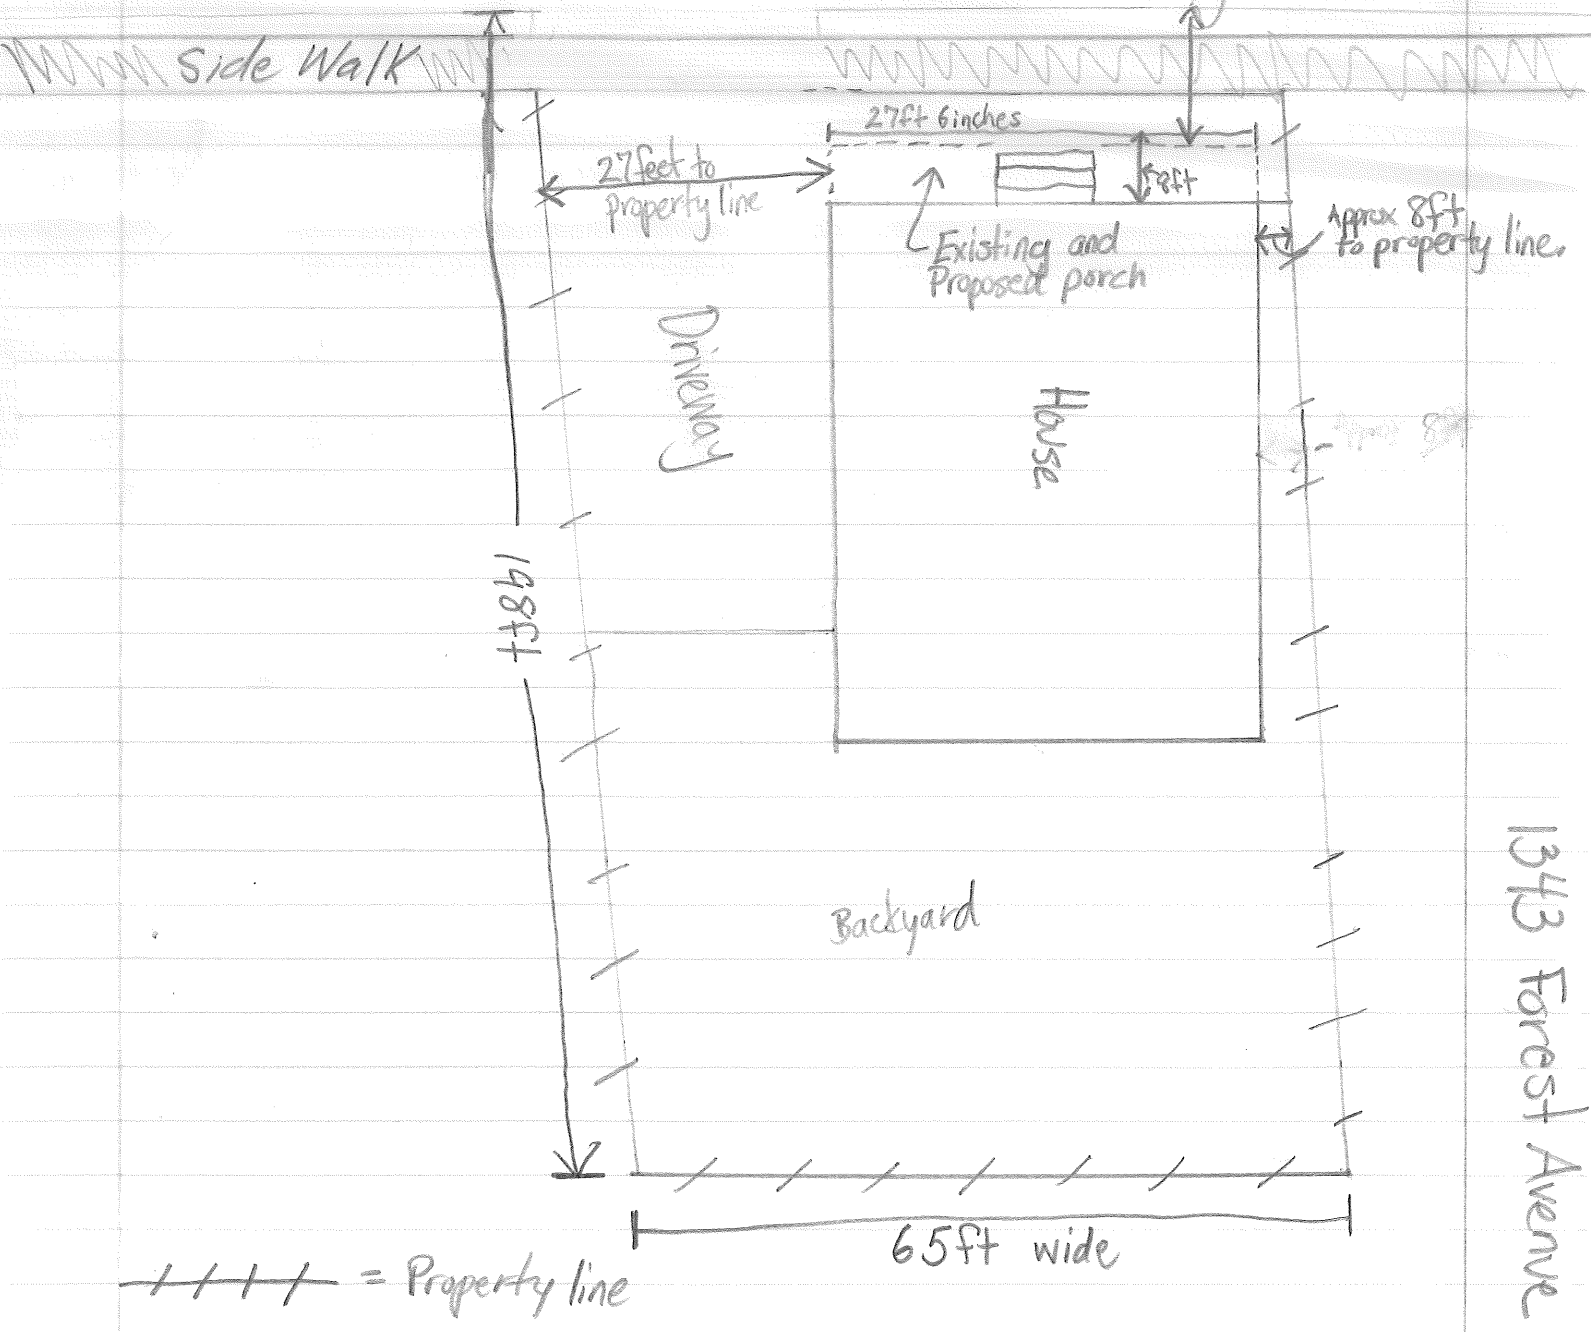 Side Walk
27ft 6inches
27feet to
property line
8ft
Approx 8ft
to property line.
Existing and
Proposed porch
Driveway
House
198ft
Backyard
1343 Forest Avenue
65ft wide
= Property line